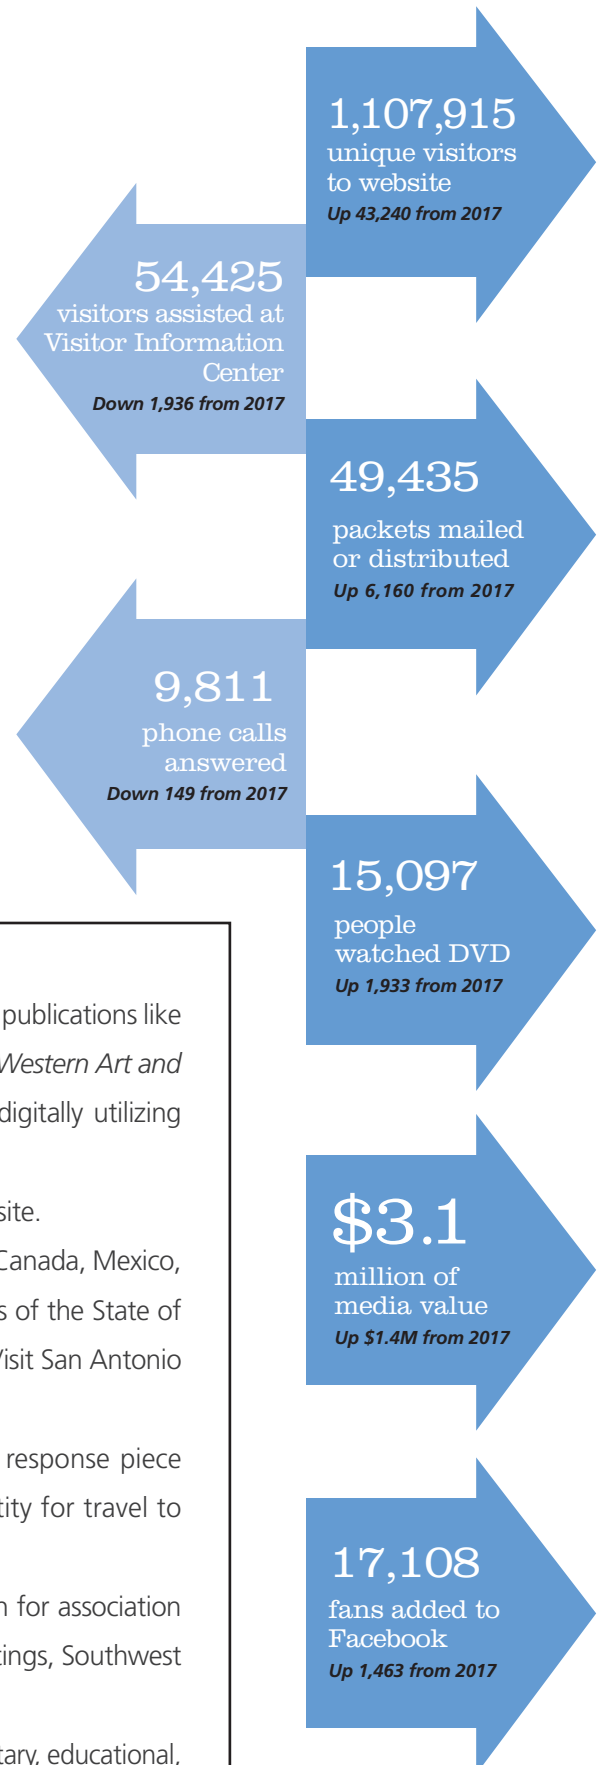 1,107,915
unique visitors
to website
Up 43,240 from 2017
54,425
visitors assisted at
Visitor Information
Center
Down 1,936 from 2017
49,435
packets mailed
or distributed
Up 6,160 from 2017
9,811
phone calls
answered
Down 149 from 2017
15,097
people
watched DVD
Up 1,933 from 2017
$3.1
million of
media value
Up $1.4M from 2017
17,108
fans added to
Facebook
Up 1,463 from 2017
publications like
Western Art and
digitally utilizing
site.
Canada, Mexico,
of the State of
Visit San Antonio
response piece
for travel to
for association
Southwest
educational,